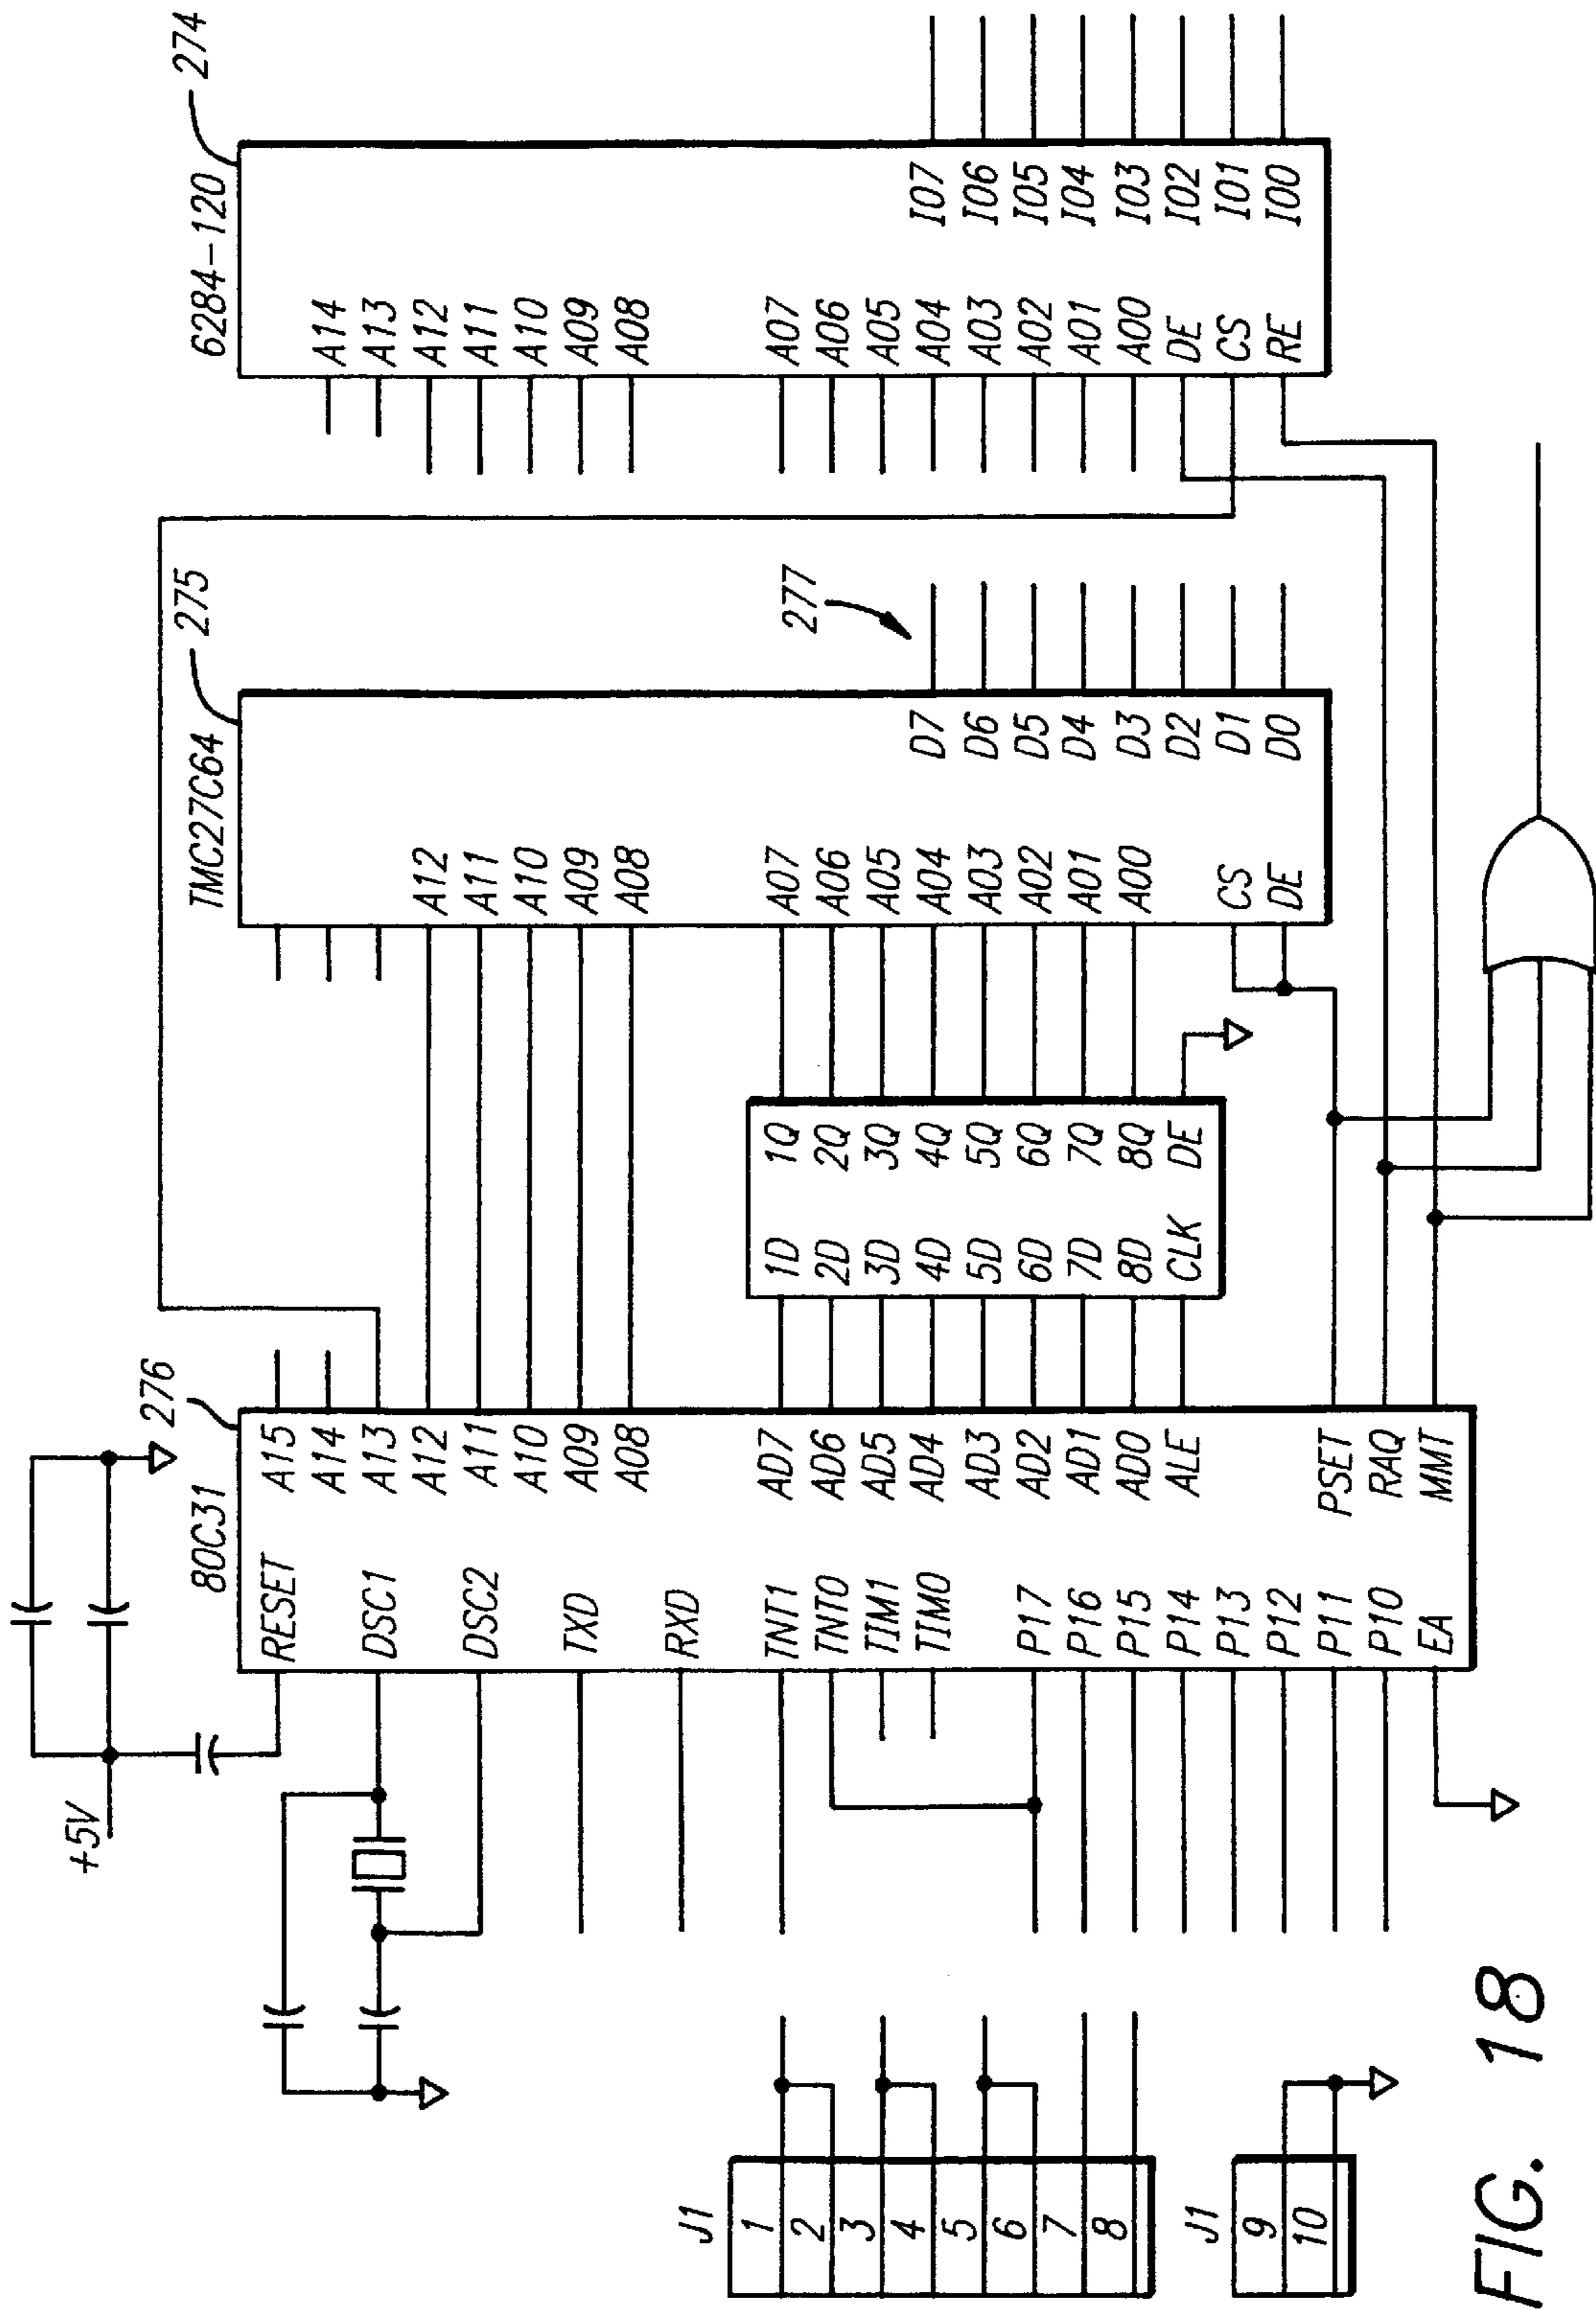 +5V
80C31
276
RESET
DSC1
DSC2
TXD
RXD
TNT1
TNT0
TIM1
TIM0
P17
P16
P15
P14
P13
P12
P11
P10
EA
A15
A14
A13
A12
A11
A10
A09
A08
AD7
AD6
AD5
AD4
AD3
AD2
AD1
AD0
ALE
PSET
RAQ
MMT
1D
2D
3D
4D
5D
6D
7D
8D
CLK
1Q
2Q
3Q
4Q
5Q
6Q
7Q
8Q
DE
TMC27C64
275
A12
A11
A10
A09
A08
A07
A06
A05
A04
A03
A02
A01
A00
CS
DE
D7
D6
D5
D4
D3
D2
D1
D0
277
6284-120
274
A14
A13
A12
A11
A10
A09
A08
A07
A06
A05
A04
A03
A02
A01
A00
DE
CS
RE
I07
I06
I05
I04
I03
I02
I01
I00
J1
1
2
3
4
5
6
7
8
J1
9
10
FIG. 18